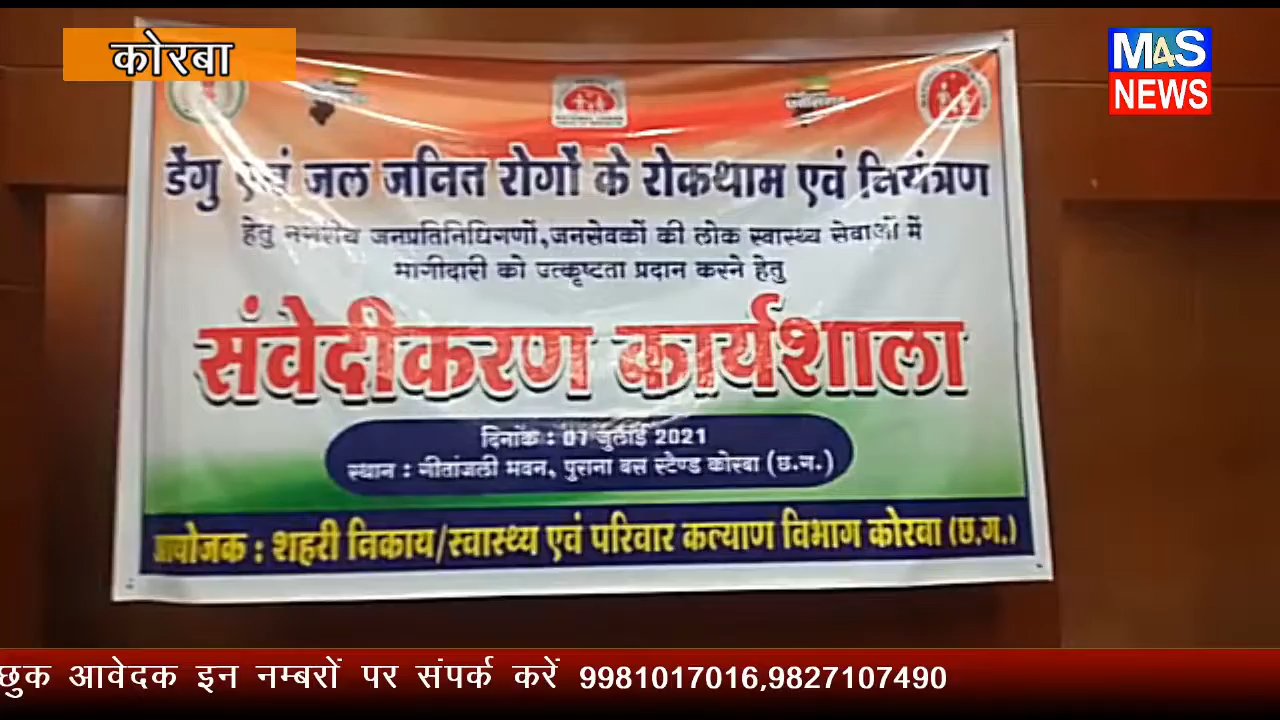 कोरबा
M4S
NEWS
डेंगु एवं जल जनित रोगों के रोकथाम एवं नियंत्रण
हेतु नगरीय जनप्रतिनिधिगणों,जनसेवकों की लोक स्वास्थ्य सेवाओं में
भागीदारी को उत्कृष्टता प्रदान करने हेतु
संवेदीकरण कार्यशाला
दिनांक : 07 जुलाई 2021
स्थान : गीतांजली भवन, पुराना बस स्टैण्ड कोरबा (छ.ग.)
आयोजक : शहरी निकाय/स्वास्थ्य एवं परिवार कल्याण विभाग कोरबा (छ.ग.)
छुक आवेदक इन नम्बरों पर संपर्क करें 9981017016,9827107490